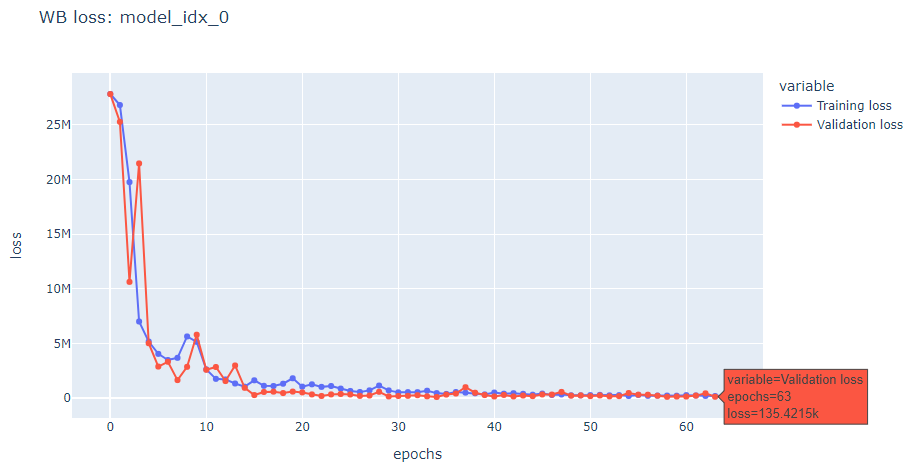 WB loss: model_idx_0
variable
Training loss
Validation loss
25M
20M
15M
10M
5M
0
loss
0
10
20
30
40
50
60
epochs
variable=Validation loss
epochs=63
loss=135.4215k